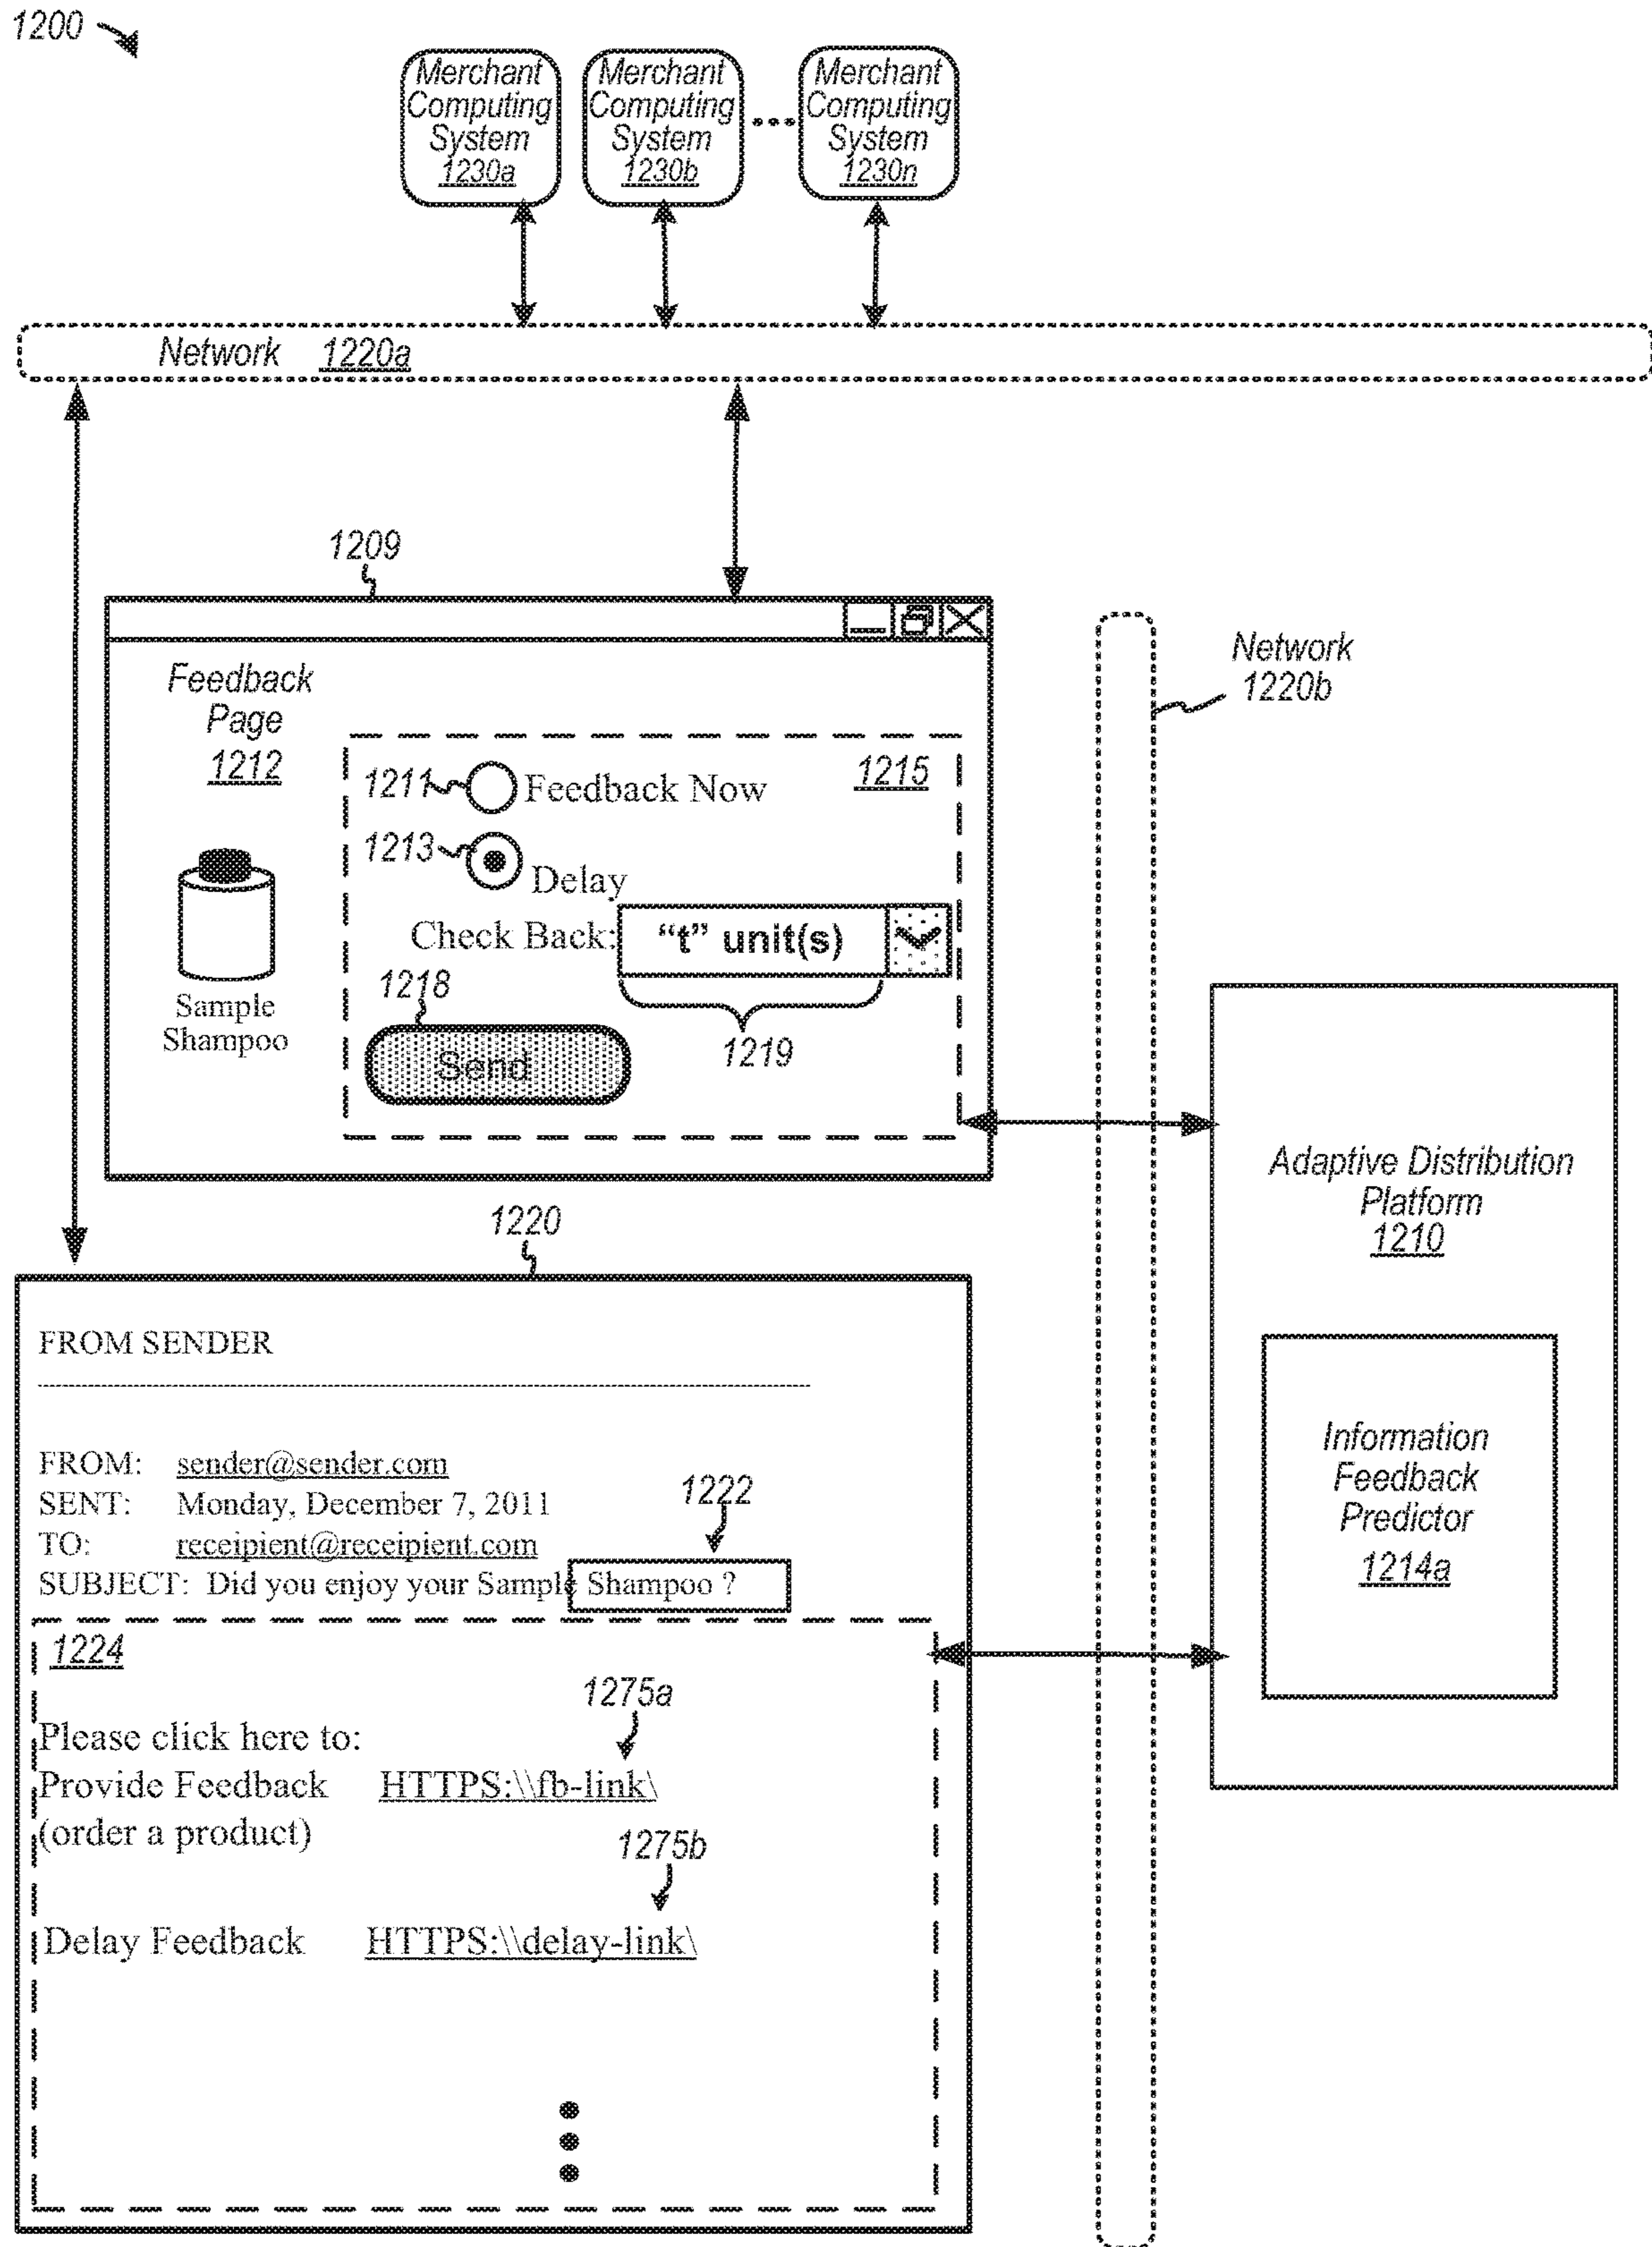 1200
Merchant
Computing
System
1230a
Merchant
Computing
System
1230b
Merchant
Computing
System
1230n
Network 1220a
1209
Network
1220b
Feedback
Page
1212
1215
1211 Feedback Now
1213 Delay
Check Back: "t" unit(s)
1218
1219
Send
Sample
Shampoo
Adaptive Distribution
Platform
1210
Information
Feedback
Predictor
1214a
1220
FROM SENDER
FROM: sender@sender.com
SENT: Monday, December 7, 2011
1222
TO: receipient@receipient.com
SUBJECT: Did you enjoy your Sample Shampoo ?
1224
1275a
Please click here to:
Provide Feedback HTTPS:\\fb-link\
(order a product)
1275b
Delay Feedback HTTPS:\\delay-link\